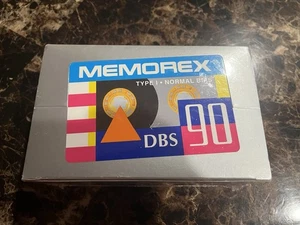 MEMOREX
TYPE I • NORMAL BIAS
DBS
90